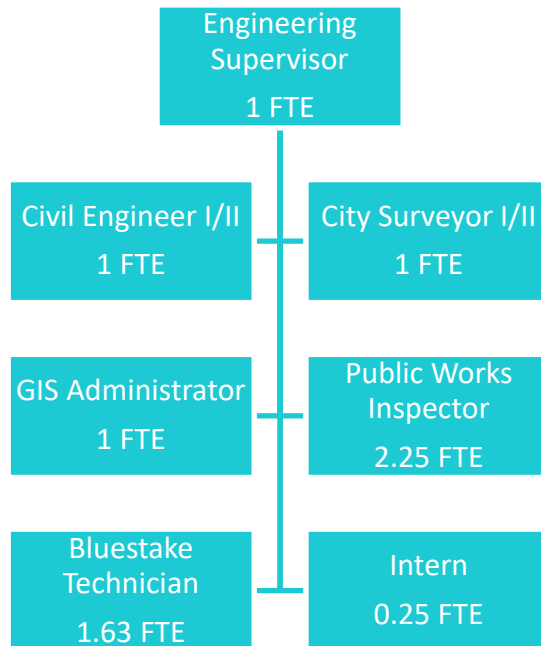 Engineering
Supervisor
1 FTE
Civil Engineer I/II
1 FTE
City Surveyor I/II
1 FTE
GIS Administrator
1 FTE
Public Works
Inspector
2.25 FTE
Bluestake
Technician
1.63 FTE
Intern
0.25 FTE